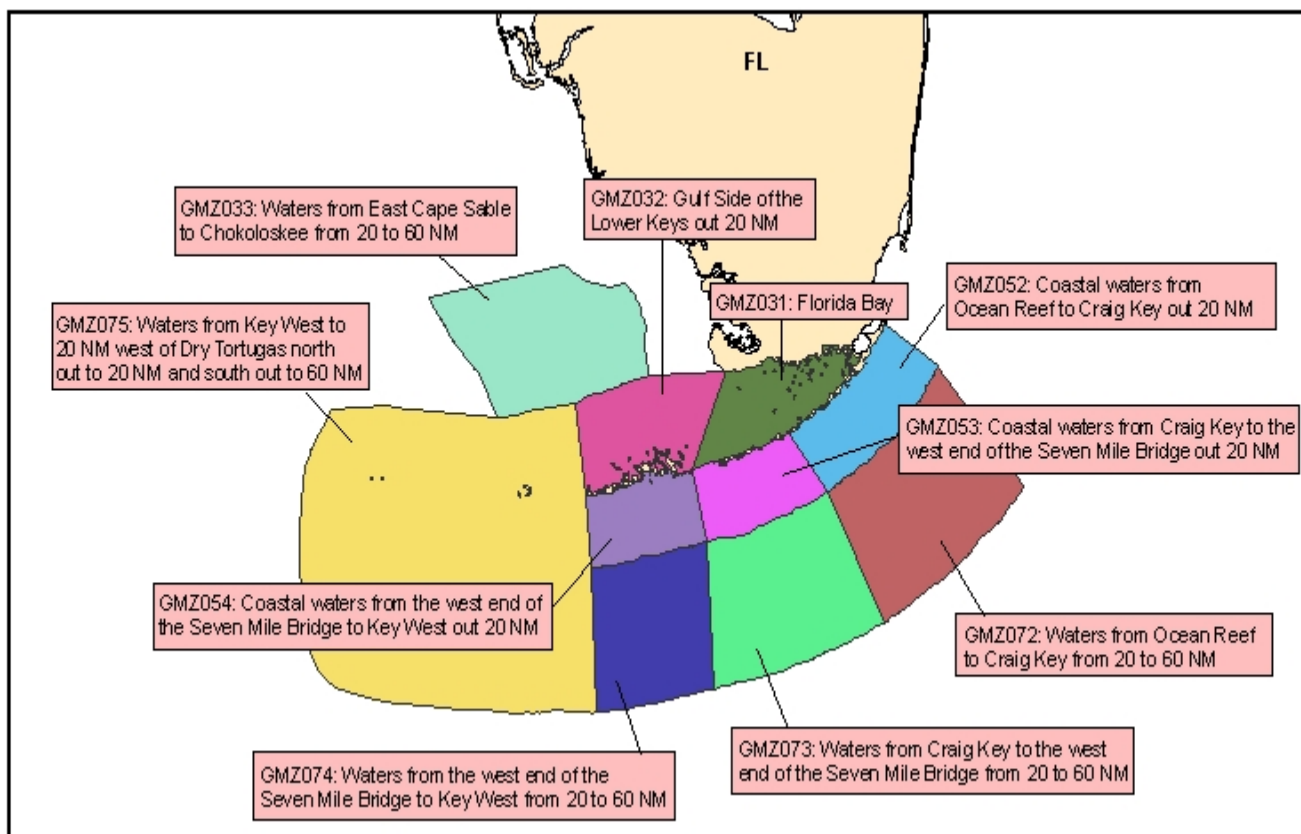 FL
GMZ033: Waters from East Cape Sable
to Chokoloskee from 20 to 60 NM
GMZ032: Gulf Side of the
Lower Keys out 20 NM
GMZ031: Florida Bay
GMZ052: Coastal waters from
Ocean Reef to Craig Key out 20 NM
GMZ075: Waters from Key West to
20 NM west of Dry Tortugas north
out to 20 NM and south out to 60 NM
GMZ053: Coastal waters from Craig Key to the
west end of the Seven Mile Bridge out 20 NM
GMZ054: Coastal waters from the west end of
the Seven Mile Bridge to Key West out 20 NM
GMZ072: Waters from Ocean Reef
to Craig Key from 20 to 60 NM
GMZ074: Waters from the west end of the
Seven Mile Bridge to Key West from 20 to 60 NM
GMZ073: Waters from Craig Key to the west
end of the Seven Mile Bridge from 20 to 60 NM